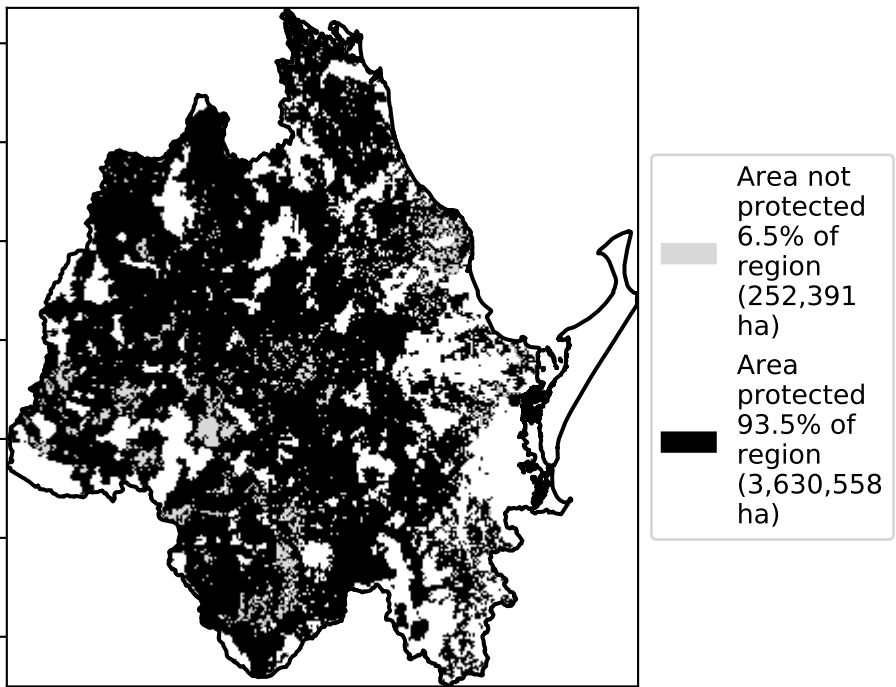 Area not
protected
6.5% of
region
(252,391
ha)
Area
protected
93.5% of
region
(3,630,558
ha)